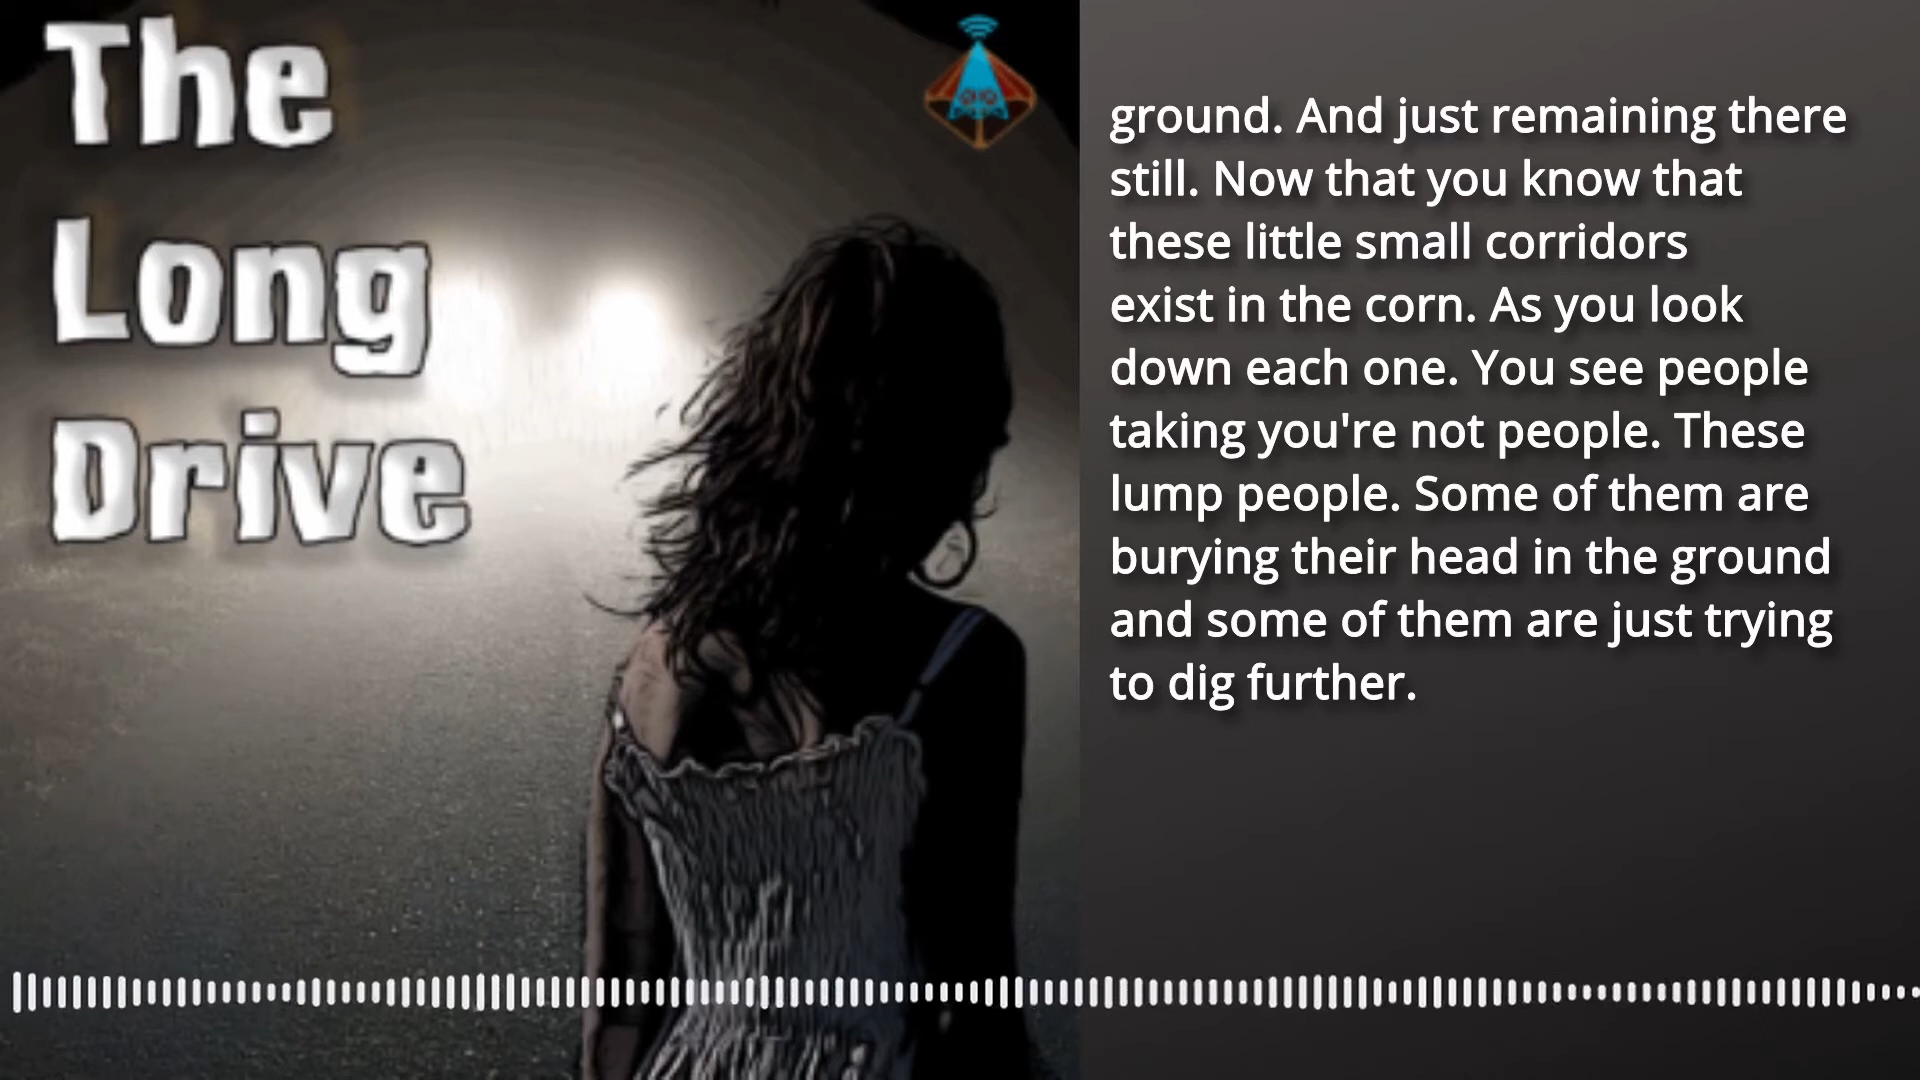 The
Long
Drive
ground. And just remaining there
still. Now that you know that
these little small corridors
exist in the corn. As you look
down each one. You see people
taking you're not people. These
lump people. Some of them are
burying their head in the ground
and some of them are just trying
to dig further.